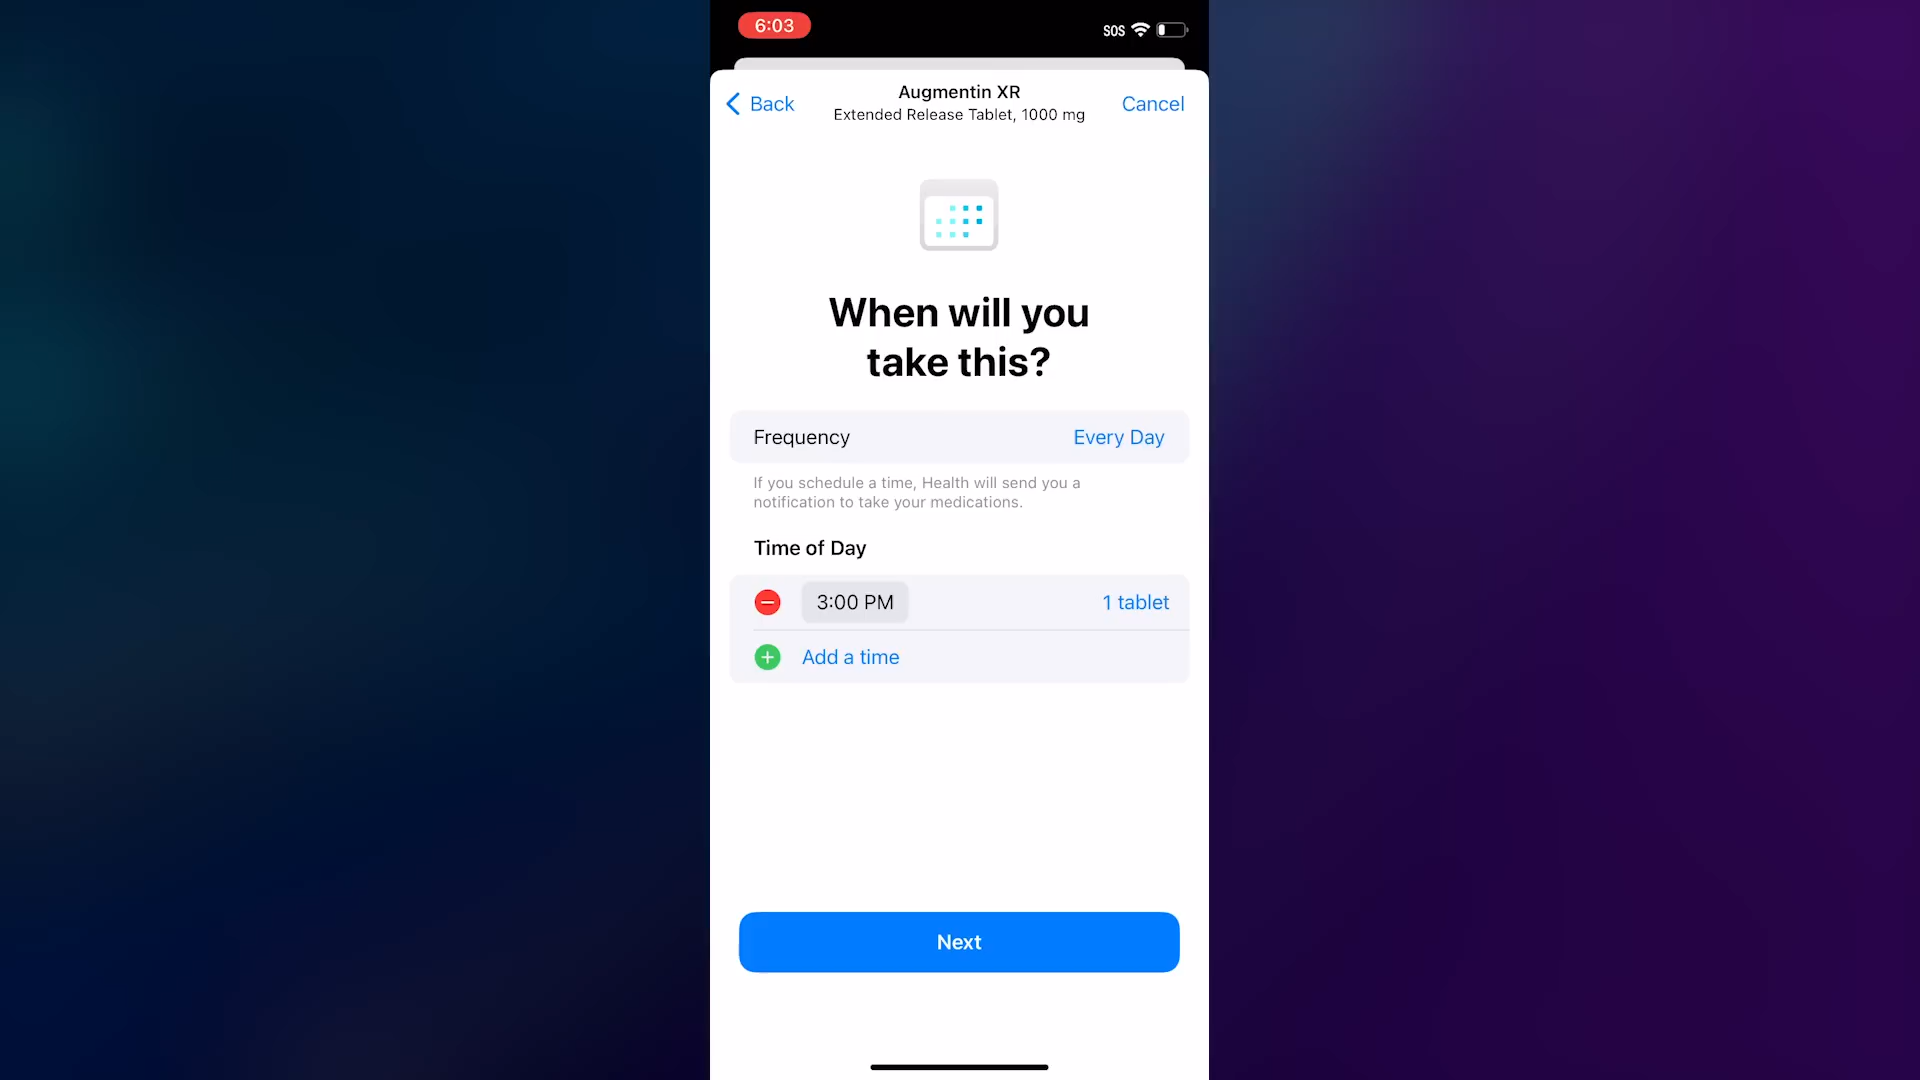 6:03
SOS
Back
Augmentin XR
Cancel
Extended Release Tablet, 1000 mg
When will you
take this?
Frequency
Every Day
If you schedule a time, Health will send you a
notification to take your medications.
Time of Day
3:00 PM
1 tablet
Add a time
Next